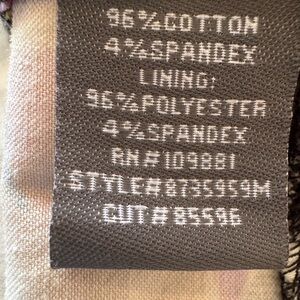 96%COTTON
4%SPANDEX
LINING:
96%POLYESTER
4%SPANDEX
RN#109881
STYLE#8735959M
CUT#85596